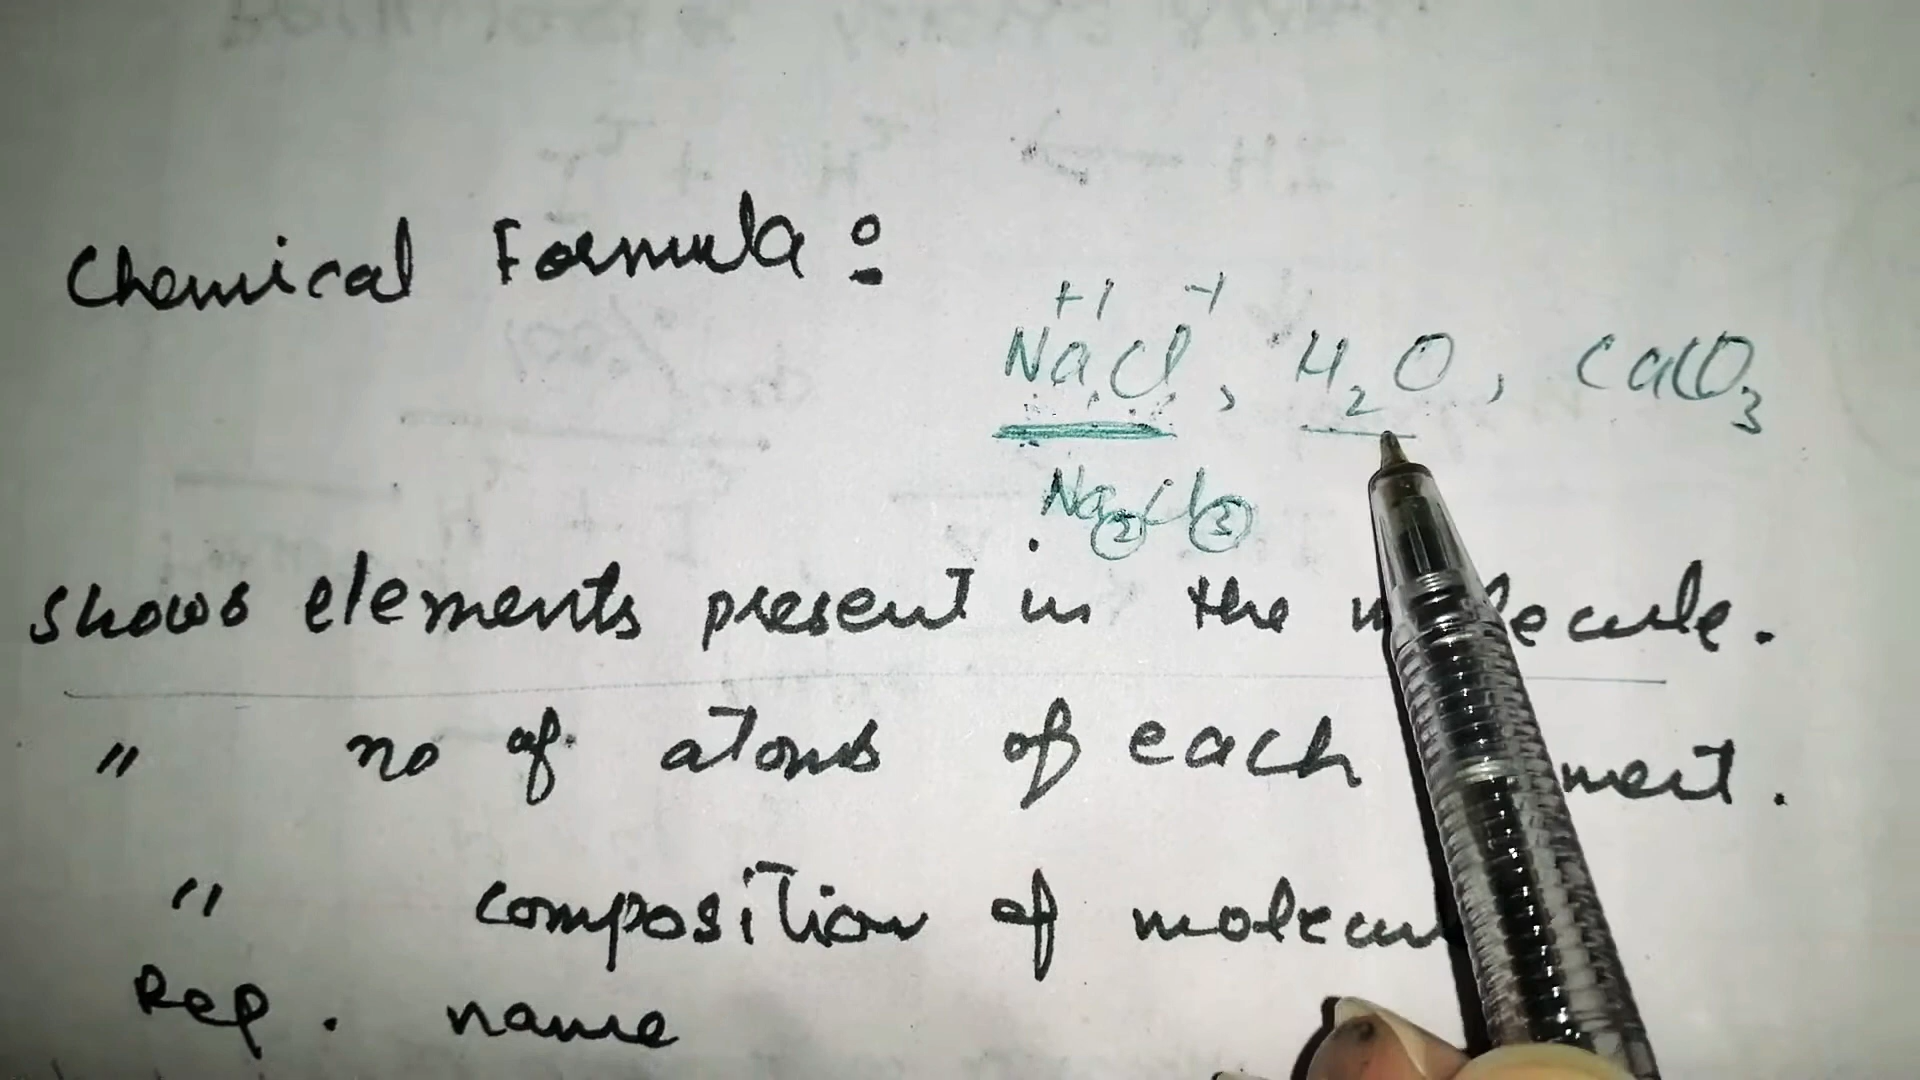 Chemical Formula :
+1 -1
NaCl, H₂O, CaCO₃
Na②Cl③
shows elements present in the
" no of atoms of each
" composition of
Rep. name